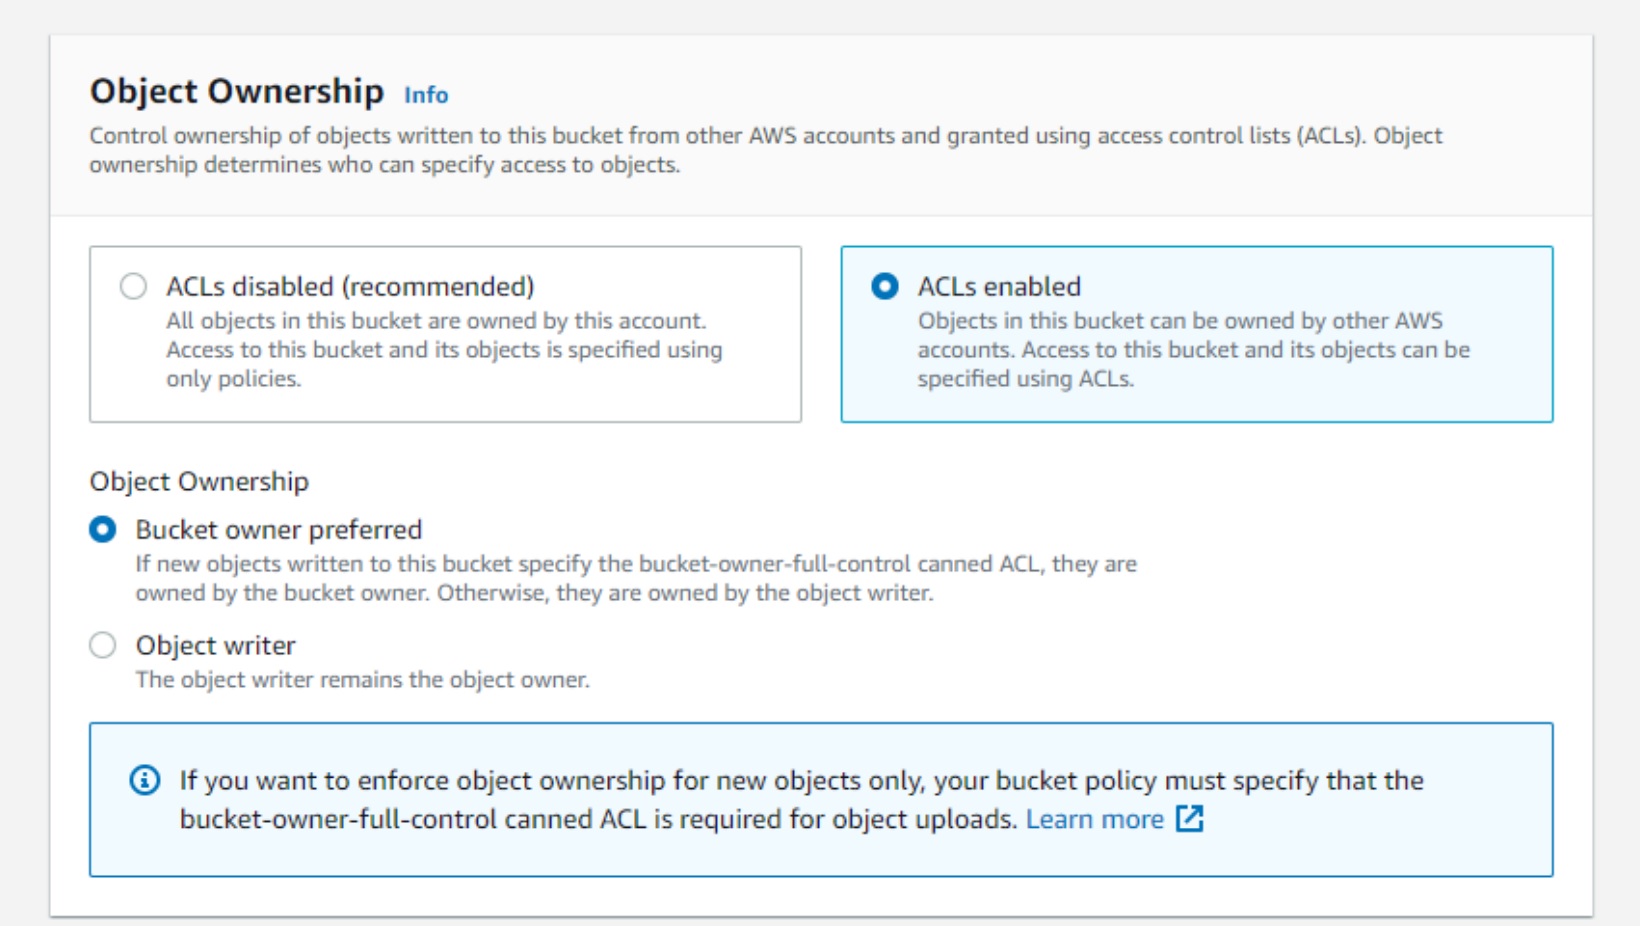 Object Ownership Info
Control ownership of objects written to this bucket from other AWS accounts and granted using access control lists (ACLs). Object
ownership determines who can specify access to objects.
ACLs disabled (recommended)
All objects in this bucket are owned by this account.
Access to this bucket and its objects is specified using
only policies.
ACLs enabled
Objects in this bucket can be owned by other AWS
accounts. Access to this bucket and its objects can be
specified using ACLs.
Object Ownership
Bucket owner preferred
If new objects written to this bucket specify the bucket-owner-full-control canned ACL, they are
owned by the bucket owner. Otherwise, they are owned by the object writer.
Object writer
The object writer remains the object owner.
If you want to enforce object ownership for new objects only, your bucket policy must specify that the
bucket-owner-full-control canned ACL is required for object uploads. Learn more